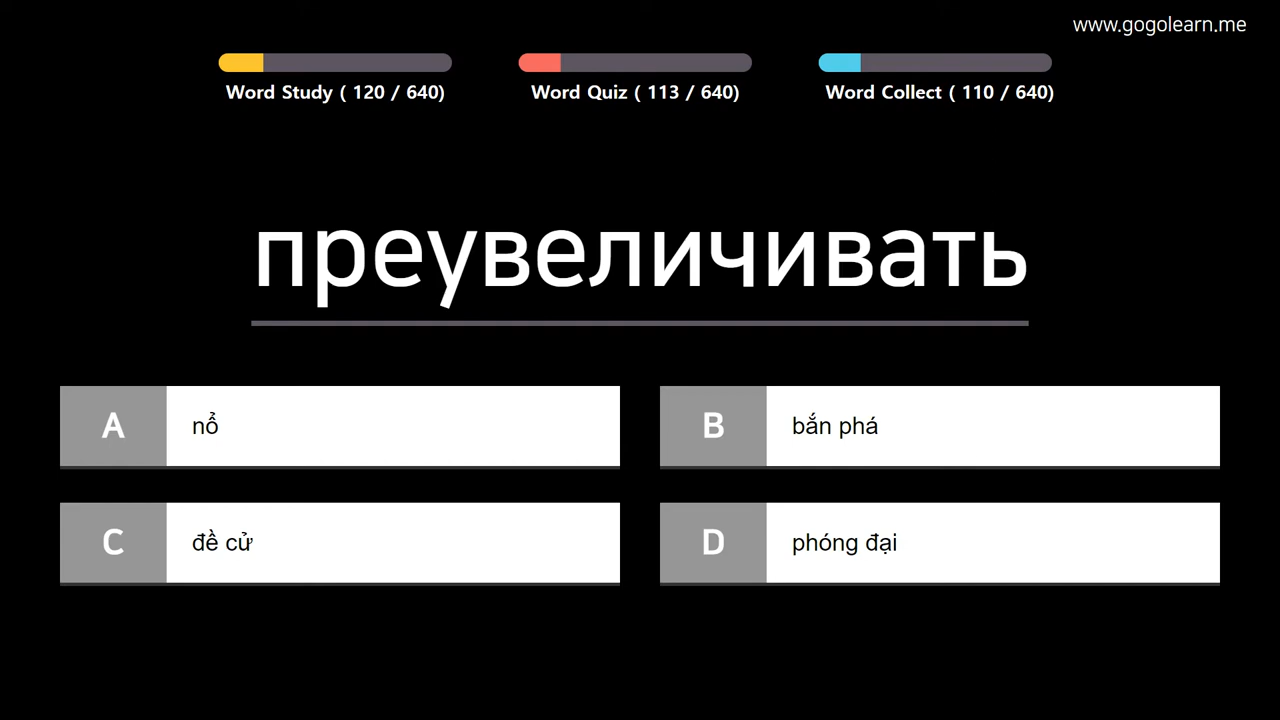 www.gogolearn.me
Word Study ( 120 / 640)
Word Quiz ( 113 / 640)
Word Collect ( 110 / 640)
преувеличивать
A nổ
B bắn phá
C đề cử
D phóng đại